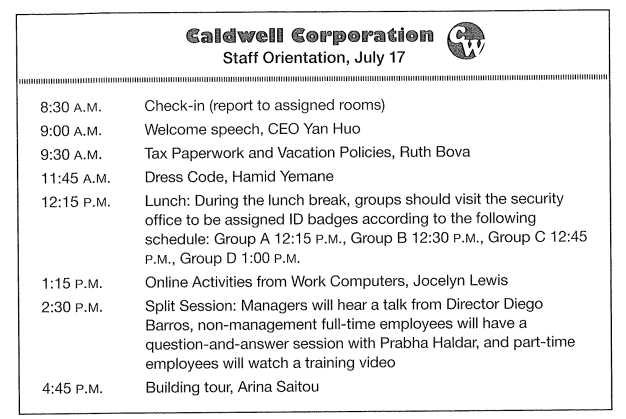 Caldwell Corporation CW
Staff Orientation, July 17
8:30 A.M. Check-in (report to assigned rooms)
9:00 A.M. Welcome speech, CEO Yan Huo
9:30 A.M. Tax Paperwork and Vacation Policies, Ruth Bova
11:45 A.M. Dress Code, Hamid Yemane
12:15 P.M. Lunch: During the lunch break, groups should visit the security
office to be assigned ID badges according to the following
schedule: Group A 12:15 P.M., Group B 12:30 P.M., Group C 12:45
P.M., Group D 1:00 P.M.
1:15 P.M. Online Activities from Work Computers, Jocelyn Lewis
2:30 P.M. Split Session: Managers will hear a talk from Director Diego
Barros, non-management full-time employees will have a
question-and-answer session with Prabha Haldar, and part-time
employees will watch a training video
4:45 P.M. Building tour, Arina Saitou